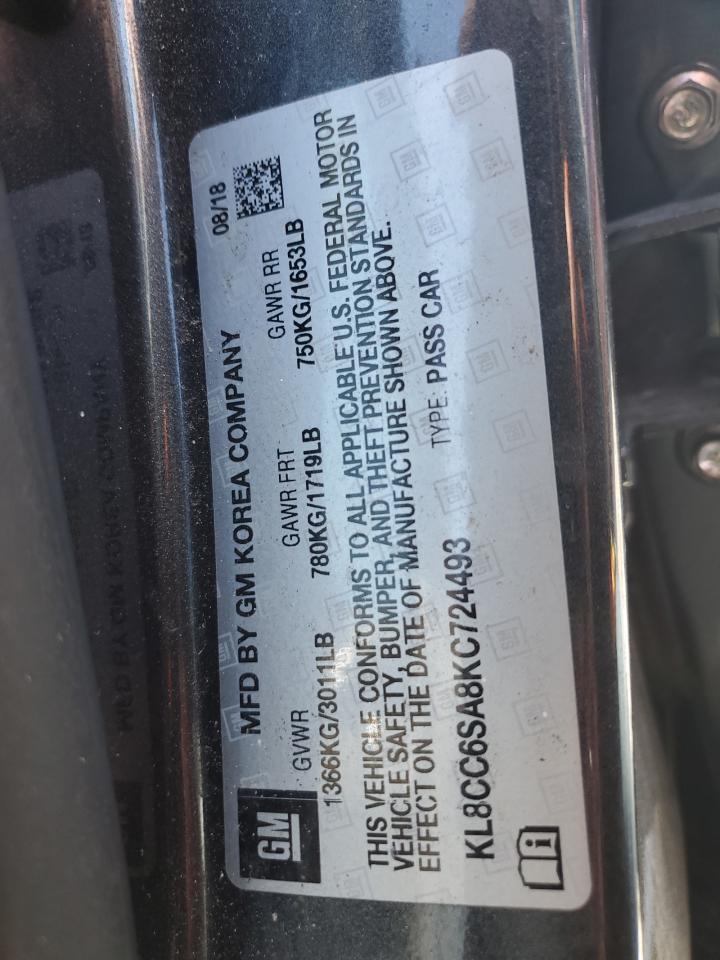 GM
MFD BY GM KOREA COMPANY
08/18
GVWR
GAWR FRT
GAWR RR
1366KG/3011LB
780KG/1719LB
750KG/1653LB
THIS VEHICLE CONFORMS TO ALL APPLICABLE U.S. FEDERAL MOTOR
VEHICLE SAFETY, BUMPER, AND THEFT PREVENTION STANDARDS IN
EFFECT ON THE DATE OF MANUFACTURE SHOWN ABOVE.
KL8CC6SA8KC724493
TYPE: PASS CAR